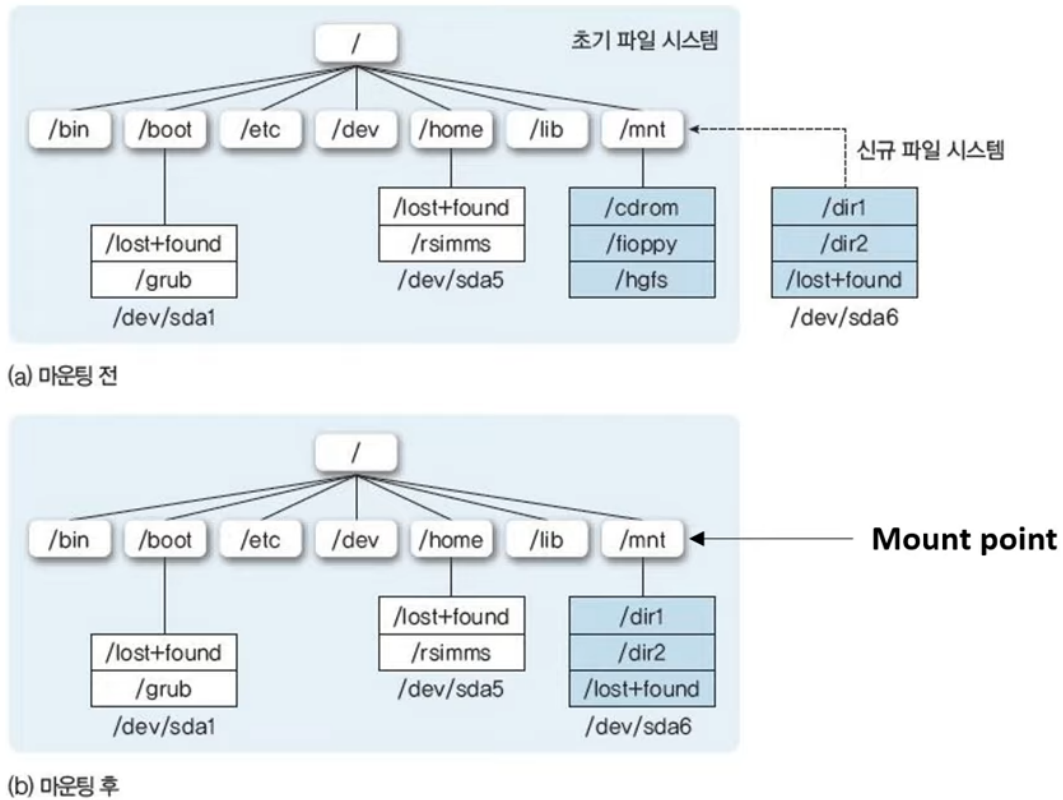 /
초기 파일 시스템
/bin /boot /etc /dev /home /lib /mnt
신규 파일 시스템
/lost+found /cdrom /dir1
/lost+found /rsimms /fioppy /dir2
/grub /dev/sda5 /hgfs /lost+found
/dev/sda1 /dev/sda6
(a) 마운팅 전
/
/bin /boot /etc /dev /home /lib /mnt Mount point
/lost+found /dir1
/lost+found /rsimms /dir2
/grub /dev/sda5 /lost+found
/dev/sda1 /dev/sda6
(b) 마운팅 후